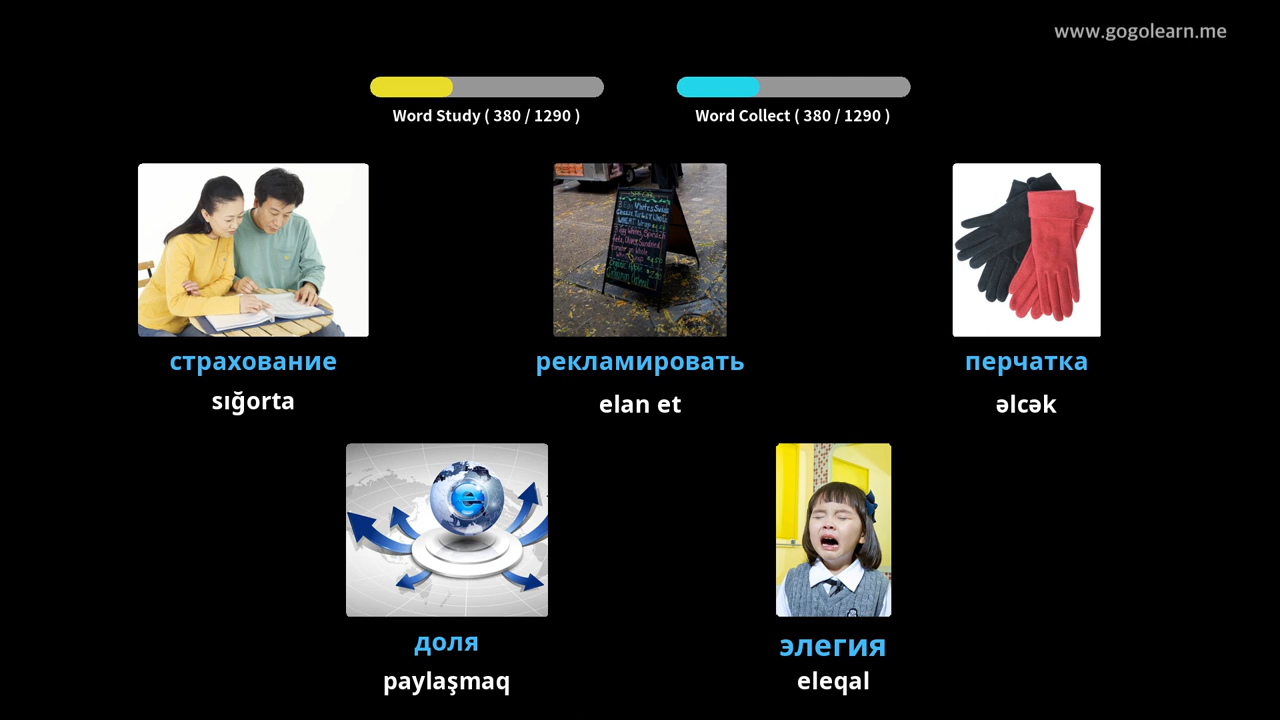 www.gogolearn.me
Word Study ( 380 / 1290 )
Word Collect ( 380 / 1290 )
страхование
рекламировать
перчатка
sığorta
elan et
əlcək
e
доля
элегия
paylaşmaq
eleqal